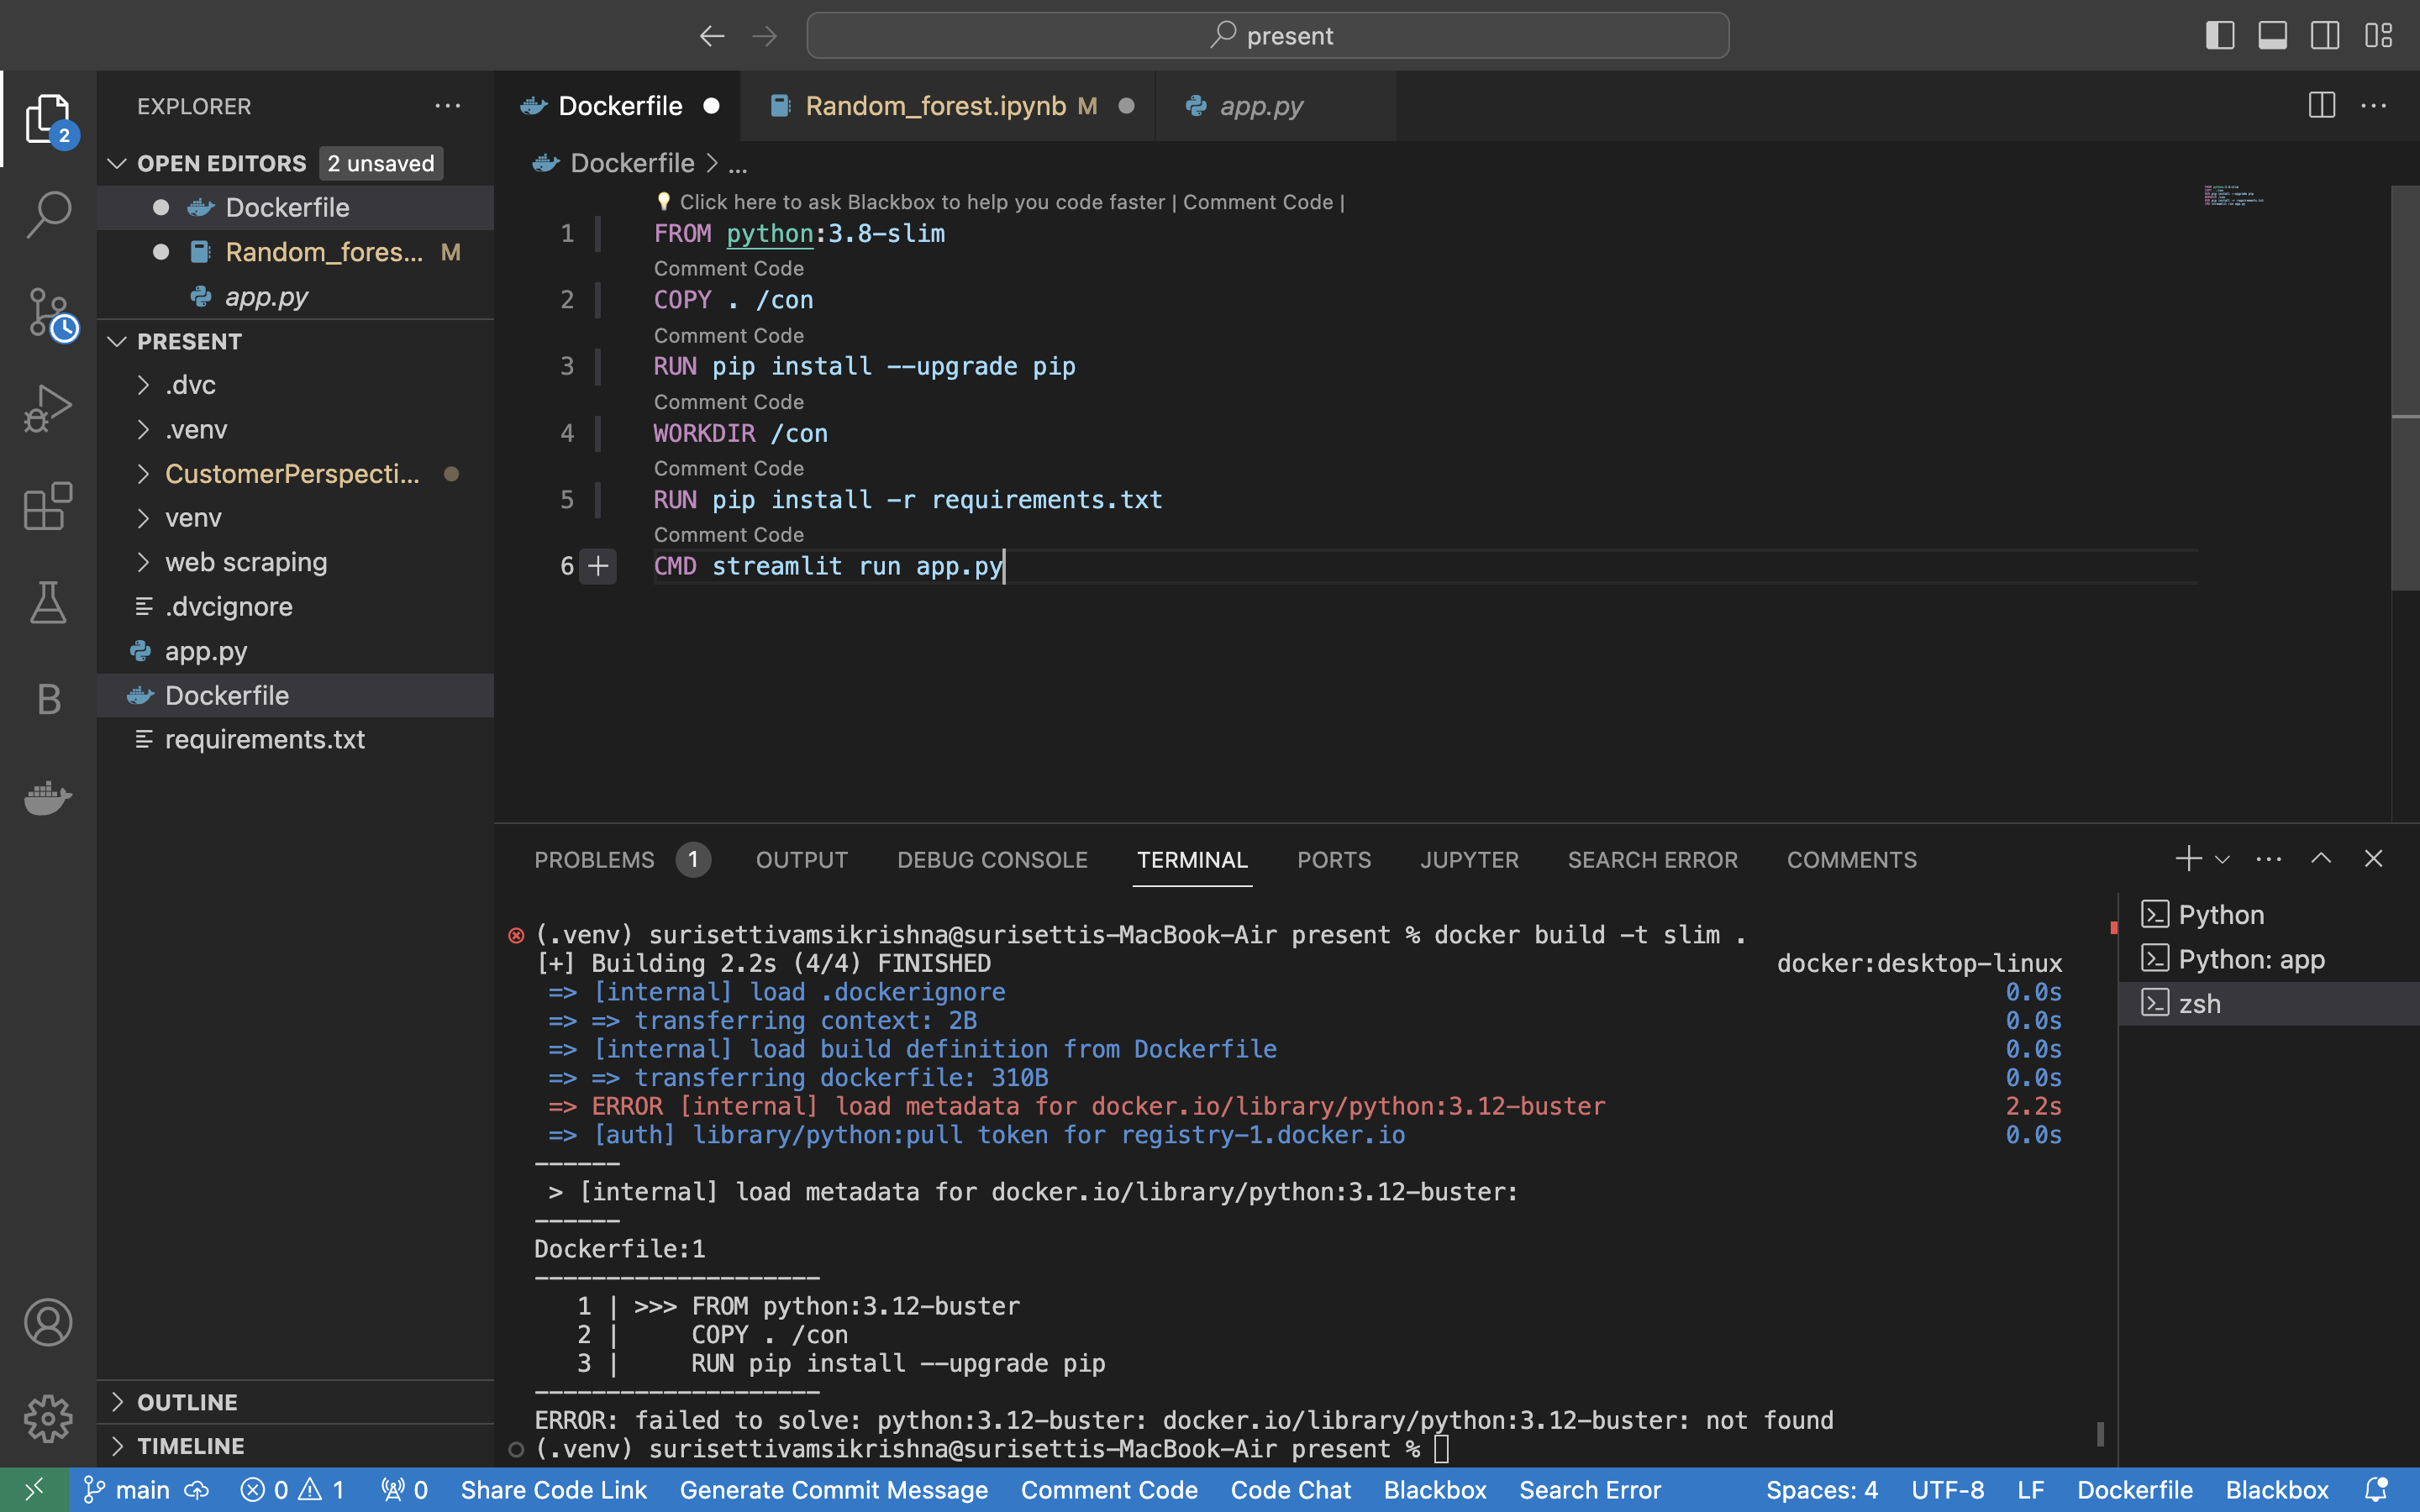 present
EXPLORER
OPEN EDITORS 2 unsaved
Dockerfile
Random_fores... M
app.py
PRESENT
.dvc
.venv
CustomerPerspecti...
venv
web scraping
.dvcignore
app.py
Dockerfile
requirements.txt
OUTLINE
TIMELINE
2
B
Dockerfile
Random_forest.ipynb M
app.py
Dockerfile > ...
Click here to ask Blackbox to help you code faster | Comment Code |
1 FROM python:3.8-slim
Comment Code
2 COPY . /con
Comment Code
3 RUN pip install --upgrade pip
Comment Code
4 WORKDIR /con
Comment Code
5 RUN pip install -r requirements.txt
Comment Code
6 CMD streamlit run app.py
PROBLEMS 1 OUTPUT DEBUG CONSOLE TERMINAL PORTS JUPYTER SEARCH ERROR COMMENTS
(.venv) surisettivamsikrishna@surisettis-MacBook-Air present % docker build -t slim .
[+] Building 2.2s (4/4) FINISHED docker:desktop-linux
=> [internal] load .dockerignore 0.0s
=> => transferring context: 2B 0.0s
=> [internal] load build definition from Dockerfile 0.0s
=> => transferring dockerfile: 310B 0.0s
=> ERROR [internal] load metadata for docker.io/library/python:3.12-buster 2.2s
=> [auth] library/python:pull token for registry-1.docker.io 0.0s
------
> [internal] load metadata for docker.io/library/python:3.12-buster:
------
Dockerfile:1
--------------------
1 | >>> FROM python:3.12-buster
2 | COPY . /con
3 | RUN pip install --upgrade pip
--------------------
ERROR: failed to solve: python:3.12-buster: docker.io/library/python:3.12-buster: not found
(.venv) surisettivamsikrishna@surisettis-MacBook-Air present %
Python
Python: app
zsh
main 0 1 0 Share Code Link Generate Commit Message Comment Code Code Chat Blackbox Search Error Spaces: 4 UTF-8 LF Dockerfile Blackbox